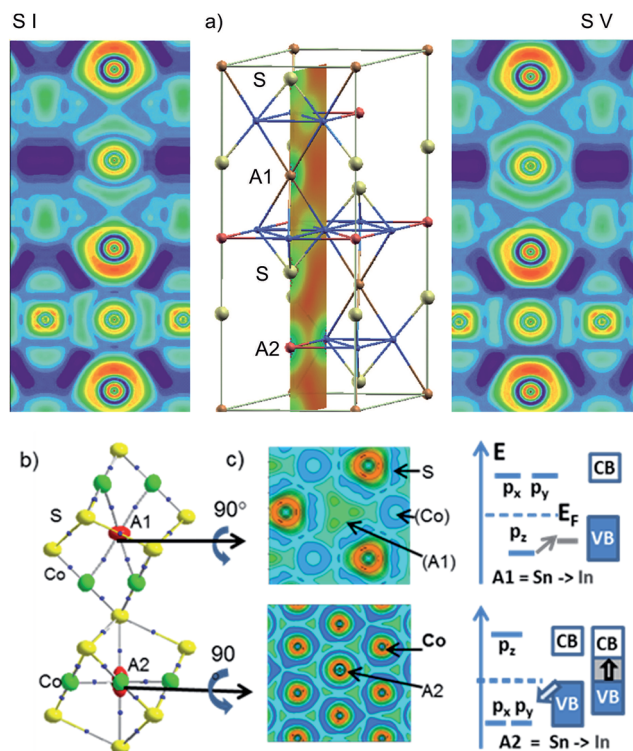 S I
a)
S V
S
A1
S
A2
b)
c)
S
A1
Co
90°
S
(Co)
(A1)
E
CB
px py
EF
pz
VB
A1 = Sn -> In
Co
A2
90
°
Co
A2
pz
CB
CB
px py
VB
VB
A2 = Sn -> In